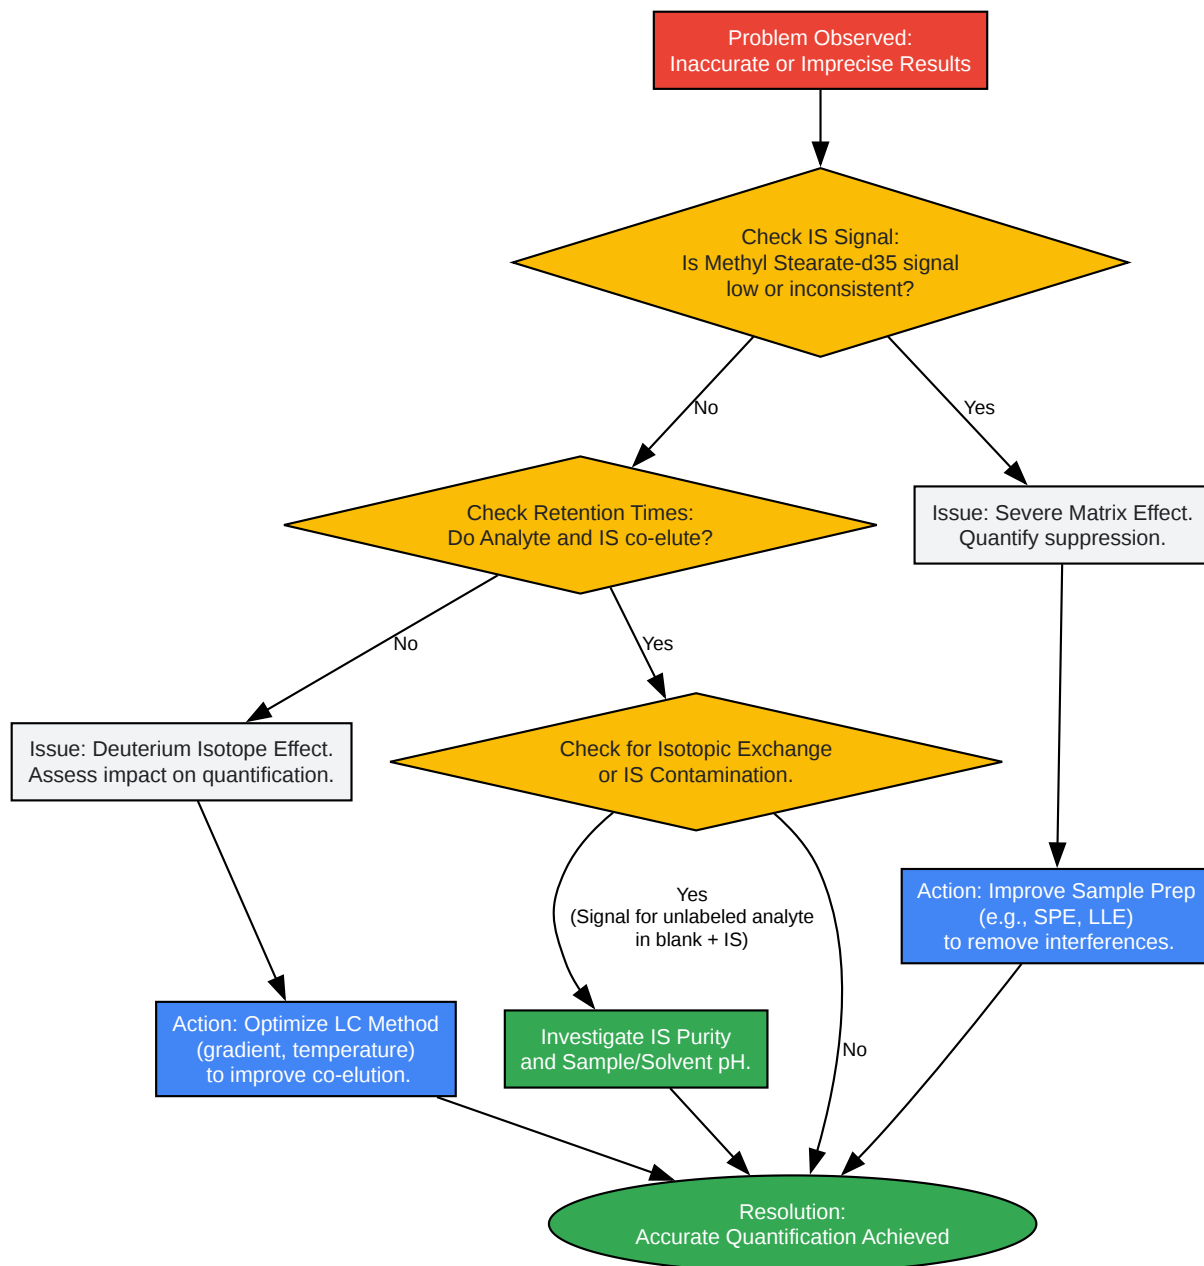 Problem Observed:
Inaccurate or Imprecise Results
Check IS Signal:
Is Methyl Stearate-d35 signal
low or inconsistent?
No
Yes
Check Retention Times:
Do Analyte and IS co-elute?
Issue: Severe Matrix Effect.
Quantify suppression.
No
Yes
Issue: Deuterium Isotope Effect.
Assess impact on quantification.
Check for Isotopic Exchange
or IS Contamination.
Yes
(Signal for unlabeled analyte
in blank + IS)
Action: Improve Sample Prep
(e.g., SPE, LLE)
to remove interferences.
Action: Optimize LC Method
(gradient, temperature)
to improve co-elution.
Investigate IS Purity
and Sample/Solvent pH.
No
Resolution:
Accurate Quantification Achieved